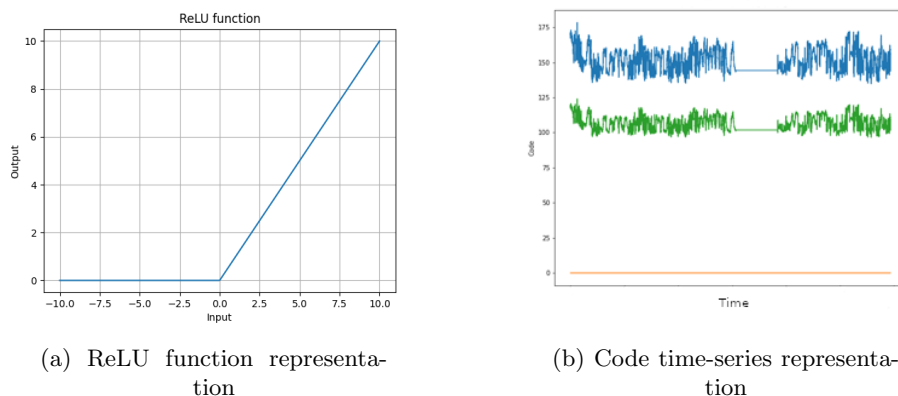 ReLU function
10
8
6
4
2
0
Output
−10.0 −7.5 −5.0 −2.5 0.0 2.5 5.0 7.5 10.0
Input
(a) ReLU function representa-
tion
175
150
125
100
75
50
25
0
Code
Time
(b) Code time-series representa-
tion